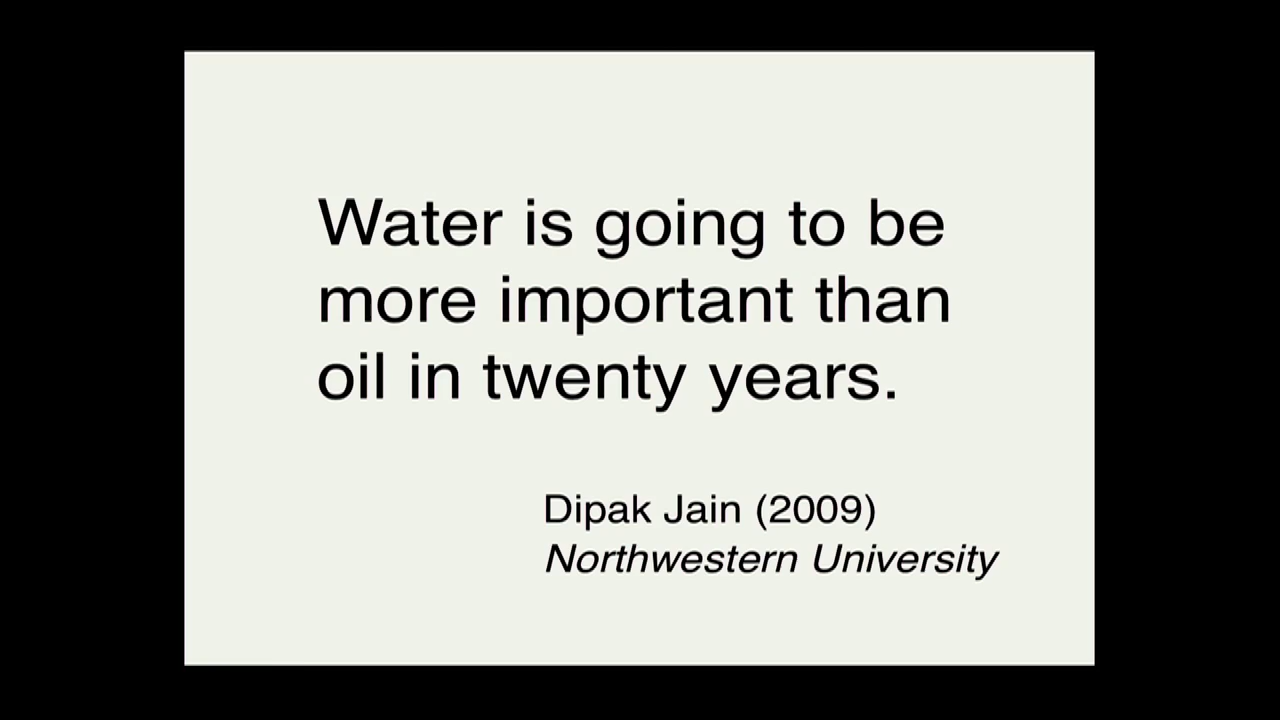 Water is going to be
more important than
oil in twenty years.
Dipak Jain (2009)
Northwestern University